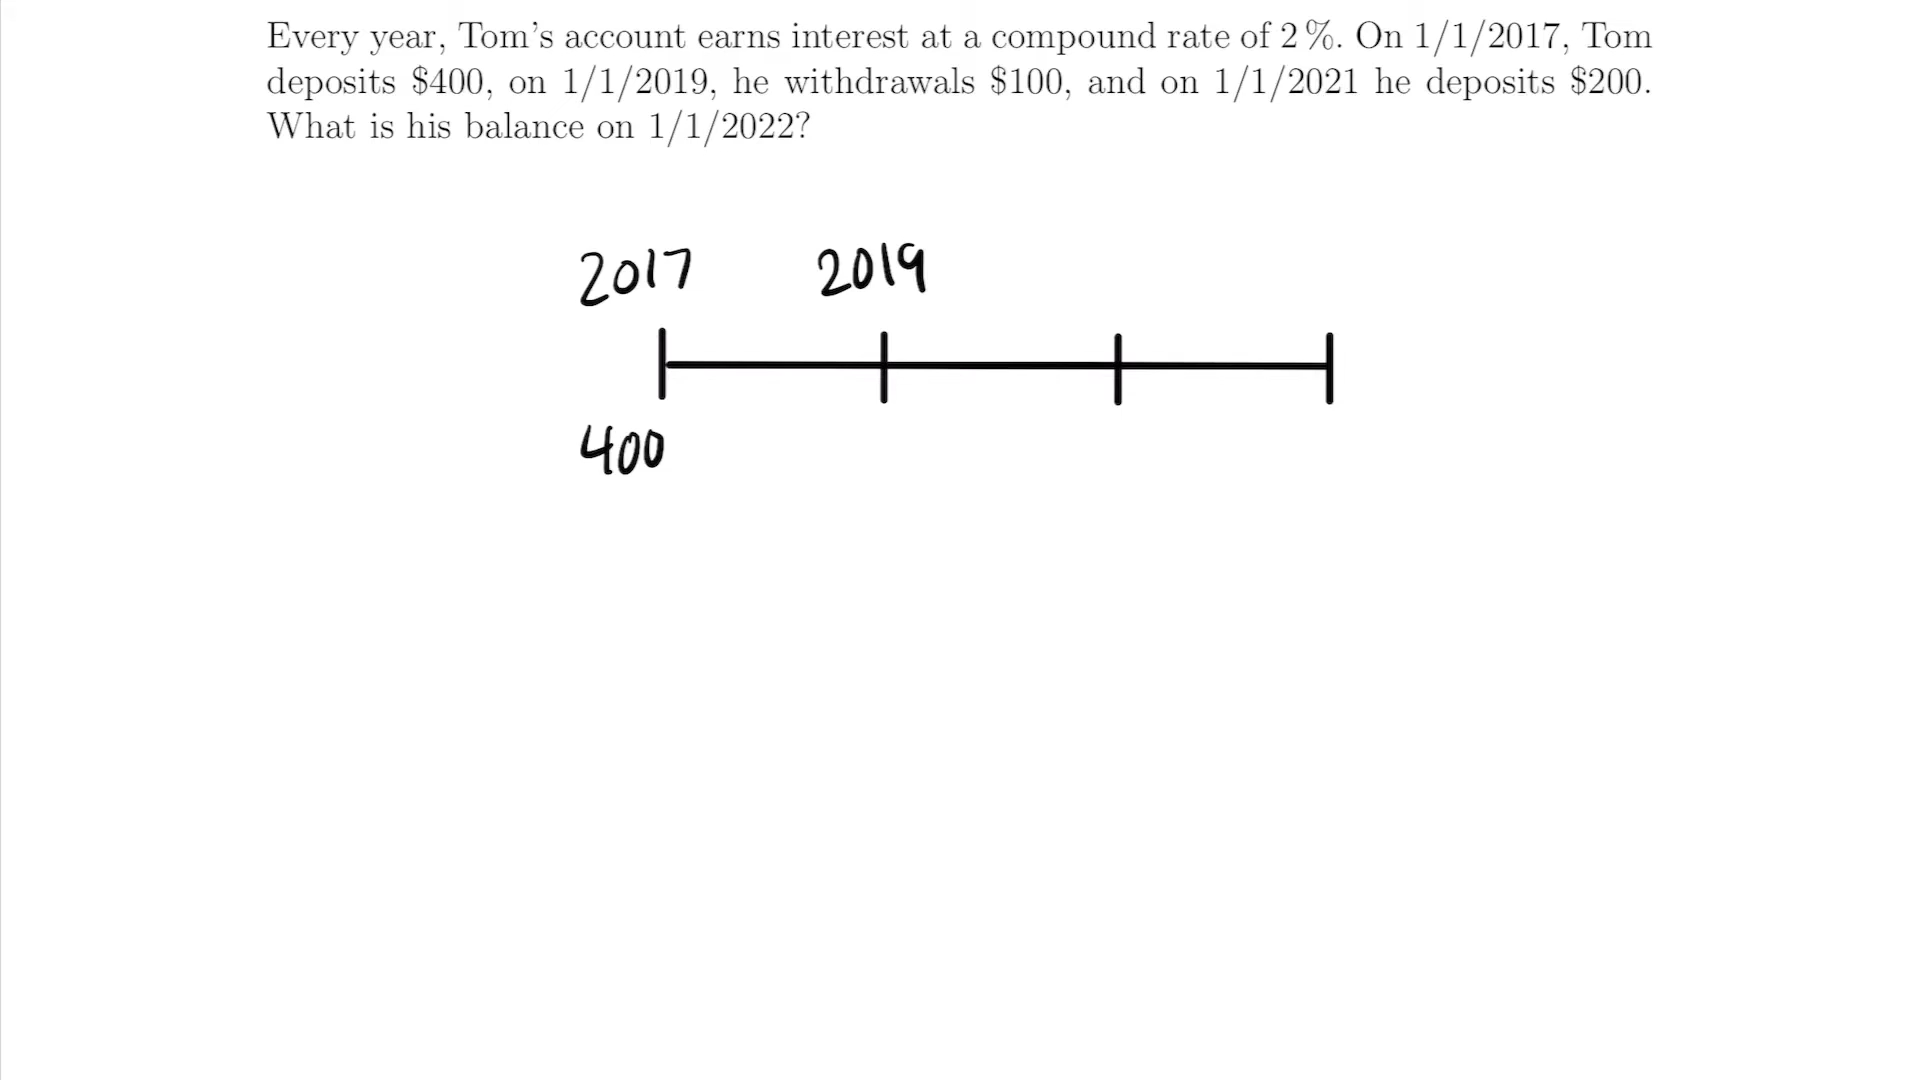 Every year, Tom's account earns interest at a compound rate of 2%. On 1/1/2017, Tom
deposits $400, on 1/1/2019, he withdrawals $100, and on 1/1/2021 he deposits $200.
What is his balance on 1/1/2022?
2017 2019
400